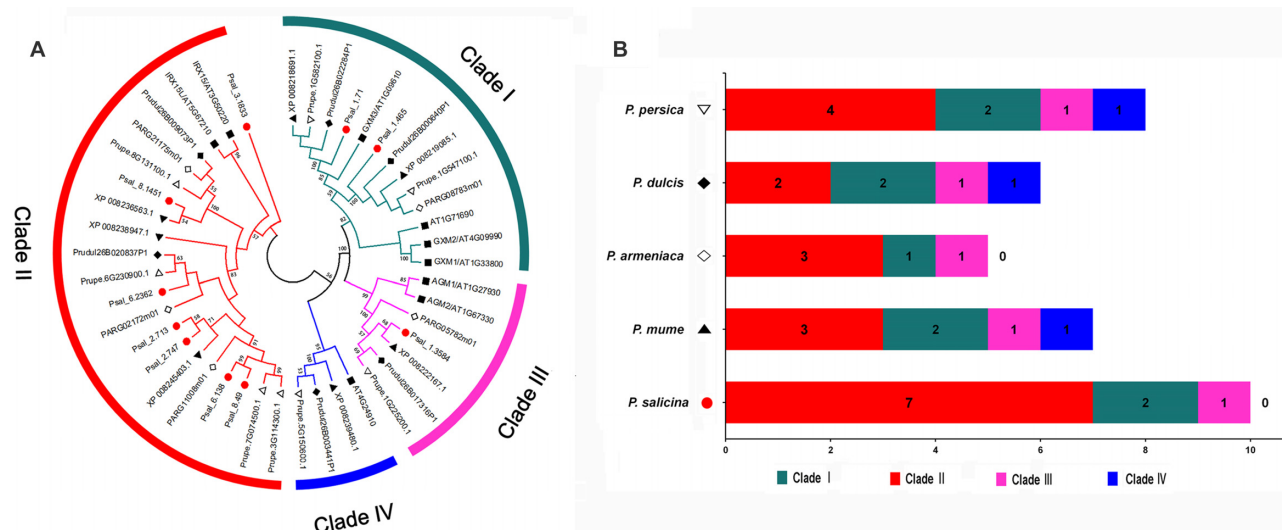 A
Clade I
Clade II
Clade III
Clade IV
XP 008218691.1
Prupe.1G582100.1
Prudul26B022284P1
Psal_1.71
GXM3/AT1G09610
Psal_1.465
Prudul26B000640P1
XP 008219085.1
Prupe.1G547100.1
PARG08783m01
AT1G71690
GXM2/AT4G09990
GXM1/AT1G33800
AGM1/AT1G27930
AGM2/AT1G67330
PARG05782m01
Psal_1.3584
XP 008222167.1
Prudul26B017316P1
Prupe.1G225200.1
AT4G24910
XP 008239480.1
Prudul26B003441P1
Prupe.5G150600.1
Prupe.3G114300.1
Prupe.7G074500.1
Psal_8.49
Psal_6.138
PARG11008m01
XP 008245403.1
Psal_2.747
Psal_2.713
PARG02172m01
Psal_6.2362
Prupe.6G230900.1
Prudul26B020837P1
XP 008238947.1
XP 008236563.1
Psal_8.1451
Prupe.8G131100.1
PARG21175m01
Prudul26B009073P1
IRX15L/AT5G67210
IRX15/AT3G50220
Psal_3.1833
B
P. persica
4 2 1 1
P. dulcis
2 2 1 1
P. armeniaca
3 1 1 0
P. mume
3 2 1 1
P. salicina
7 2 1 0
0 2 4 6 8 10
Clade I Clade II Clade III Clade IV